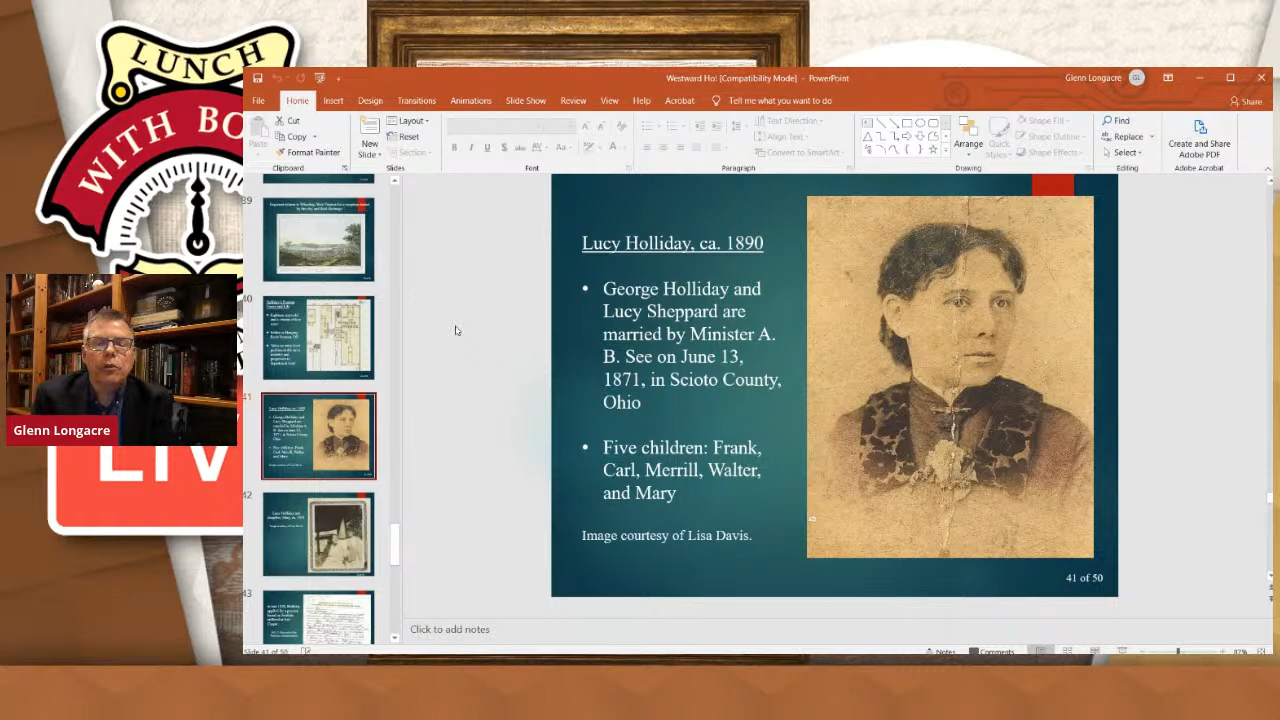 LUNCH
WITH BO
LIV
Glenn Longacre
Westward Ho! [Compatibility Mode] - PowerPoint
Glenn Longacre
GL
File Home Insert Design Transitions Animations Slide Show Review View Help Acrobat Tell me what you want to do
Share
Paste
Cut
Copy
Format Painter
Clipboard
New
Slide
Layout
Reset
Section
Slides
Font
Text Direction
Align Text
Convert to SmartArt
Paragraph
Arrange
Quick
Styles
Shape Fill
Shape Outline
Shape Effects
Drawing
Find
Replace
Select
Editing
Create and Share
Adobe PDF
Adobe Acrobat
39
40
41
42
43
Lucy Holliday, ca. 1890
• George Holliday and
Lucy Sheppard are
married by Minister A.
B. See on June 13,
1871, in Scioto County,
Ohio
• Five children: Frank,
Carl, Merrill, Walter,
and Mary
Image courtesy of Lisa Davis.
41 of 50
Click to add notes
Slide 41 of 50
Notes
Comments
87%